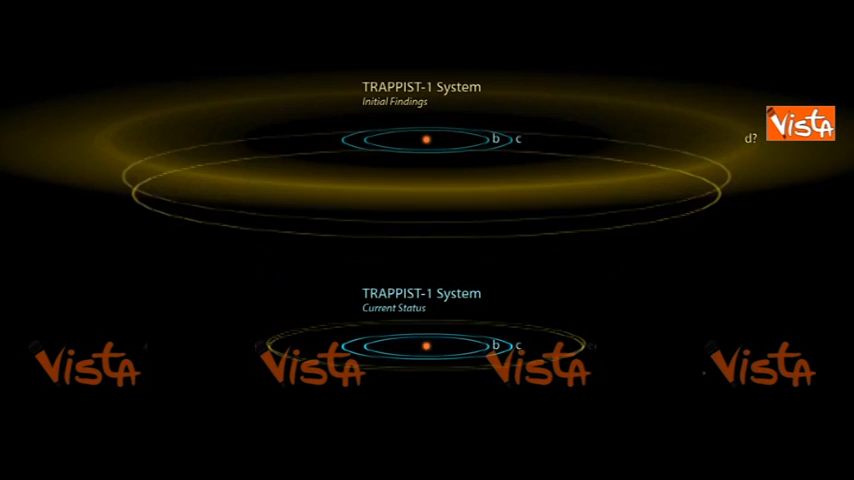 TRAPPIST-1 System
Initial Findings
b c
d?
VISTA
TRAPPIST-1 System
Current Status
b c
VISTA VISTA VISTA VISTA